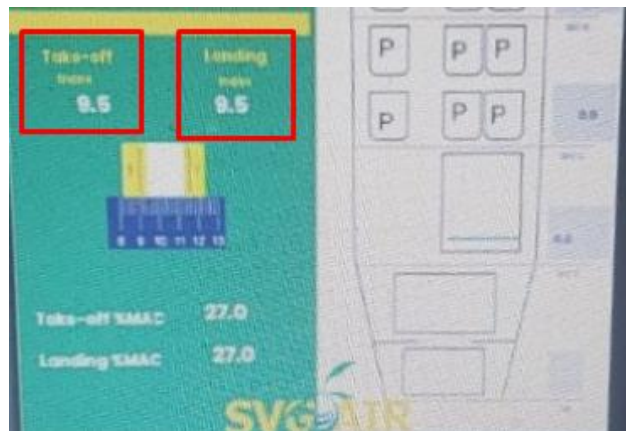 Take-off
Landing
Index
Index
9.5
9.5
8 9 10 11 12 13
Take-off %MAC 27.0
Landing %MAC 27.0
P P P
P P P
SVG AIR